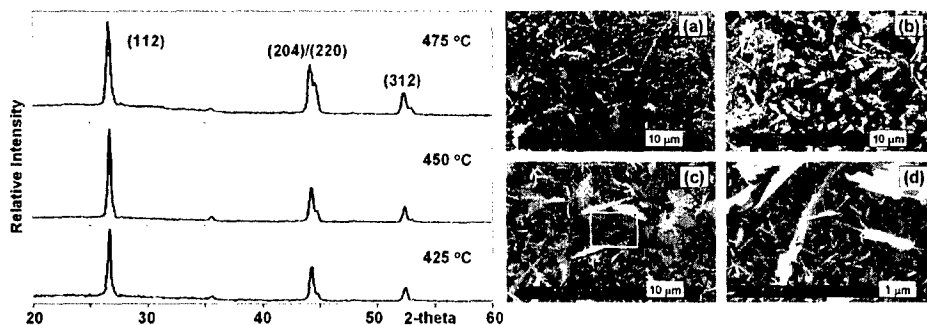 (112)
(204)/(220)
475 °C
(312)
450 °C
425 °C
Relative Intensity
20
30
40
50
2-theta
60
(a)
10 μm
(b)
10 μm
(c)
10 μm
(d)
1 μm